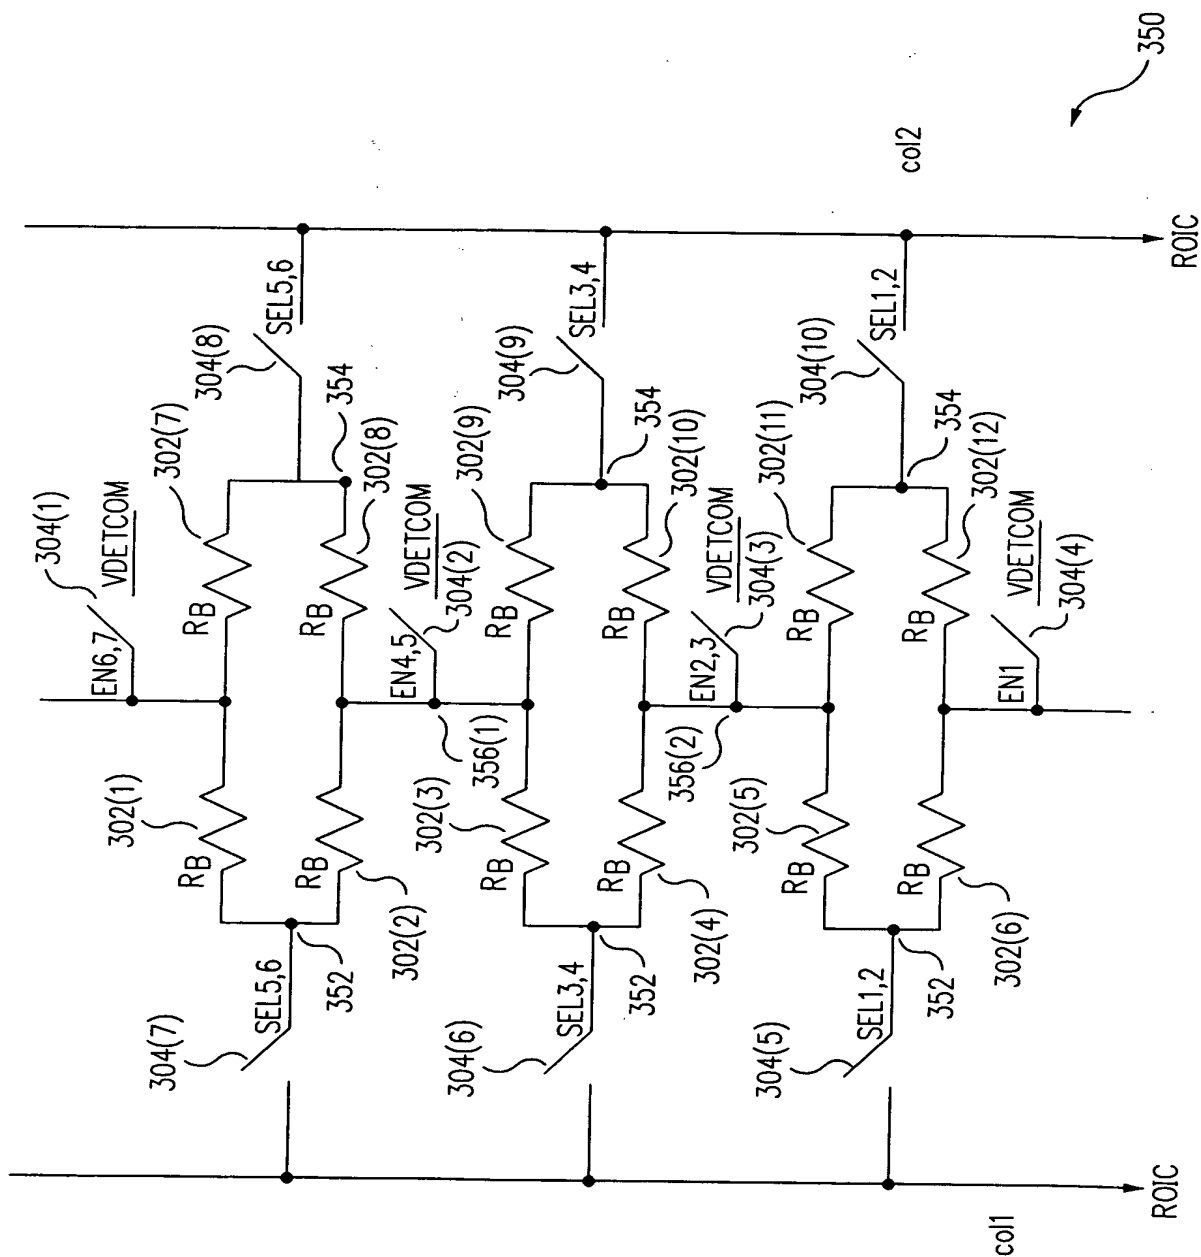 350
col2
ROIC
SEL5,6
SEL3,4
SEL1,2
304(8)
304(9)
304(10)
354
354
354
302(7)
302(8)
302(9)
302(10)
302(11)
302(12)
304(1)
VDETCOM
304(2)
VDETCOM
304(3)
VDETCOM
304(4)
VDETCOM
RB
RB
RB
RB
RB
RB
EN6,7
EN4,5
EN2,3
EN1
356(1)
356(2)
302(1)
302(3)
302(5)
RB
RB
RB
RB
RB
RB
302(2)
302(4)
302(6)
352
352
352
SEL5,6
SEL3,4
SEL1,2
304(7)
304(6)
304(5)
ROIC
col1